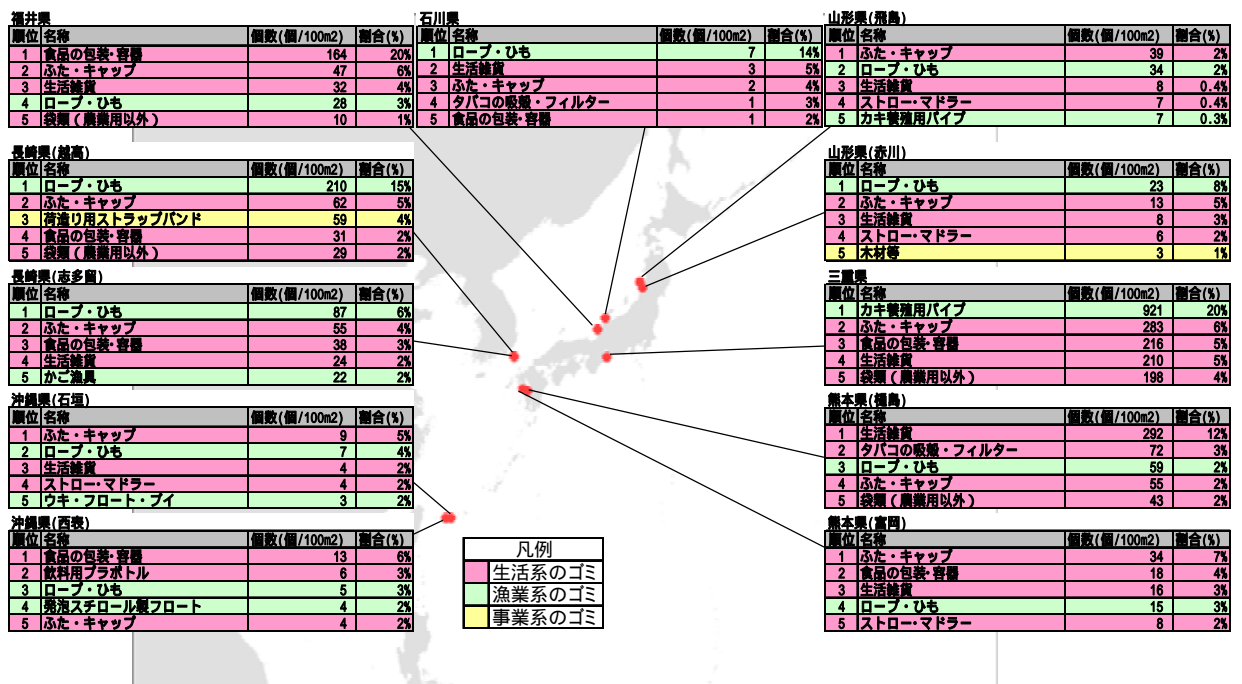 福井県
順位 名称 個数(個/100m2) 割合(%)
1 食品の包装・容器 164 20%
2 ふた・キャップ 47 6%
3 生活雑貨 32 4%
4 ロープ・ひも 28 3%
5 袋類(農業用以外) 10 1%
石川県
順位 名称 個数(個/100m2) 割合(%)
1 ロープ・ひも 7 14%
2 生活雑貨 3 5%
3 ふた・キャップ 2 4%
4 タバコの吸殻・フィルター 1 3%
5 食品の包装・容器 1 2%
山形県(飛島)
順位 名称 個数(個/100m2) 割合(%)
1 ふた・キャップ 39 2%
2 ロープ・ひも 34 2%
3 生活雑貨 8 0.4%
4 ストロー・マドラー 7 0.4%
5 カキ養殖用パイプ 7 0.3%
長崎県(越高)
順位 名称 個数(個/100m2) 割合(%)
1 ロープ・ひも 210 15%
2 ふた・キャップ 62 5%
3 荷造り用ストラップバンド 59 4%
4 食品の包装・容器 31 2%
5 袋類(農業用以外) 29 2%
山形県(赤川)
順位 名称 個数(個/100m2) 割合(%)
1 ロープ・ひも 23 8%
2 ふた・キャップ 13 5%
3 生活雑貨 8 3%
4 ストロー・マドラー 6 2%
5 木材等 3 1%
長崎県(志多留)
順位 名称 個数(個/100m2) 割合(%)
1 ロープ・ひも 87 6%
2 ふた・キャップ 55 4%
3 食品の包装・容器 38 3%
4 生活雑貨 24 2%
5 かご漁具 22 2%
三重県
順位 名称 個数(個/100m2) 割合(%)
1 カキ養殖用パイプ 921 20%
2 ふた・キャップ 283 6%
3 食品の包装・容器 216 5%
4 生活雑貨 210 5%
5 袋類(農業用以外) 198 4%
沖縄県(石垣)
順位 名称 個数(個/100m2) 割合(%)
1 ふた・キャップ 9 5%
2 ロープ・ひも 7 4%
3 生活雑貨 4 2%
4 ストロー・マドラー 4 2%
5 ウキ・フロート・ブイ 3 2%
熊本県(樋島)
順位 名称 個数(個/100m2) 割合(%)
1 生活雑貨 292 12%
2 タバコの吸殻・フィルター 72 3%
3 ロープ・ひも 59 2%
4 ふた・キャップ 55 2%
5 袋類(農業用以外) 43 2%
沖縄県(西表)
順位 名称 個数(個/100m2) 割合(%)
1 食品の包装・容器 13 6%
2 飲料用プラボトル 6 3%
3 ロープ・ひも 5 3%
4 発泡スチロール製フロート 4 2%
5 ふた・キャップ 4 2%
熊本県(富岡)
順位 名称 個数(個/100m2) 割合(%)
1 ふた・キャップ 34 7%
2 食品の包装・容器 18 4%
3 生活雑貨 16 3%
4 ロープ・ひも 15 3%
5 ストロー・マドラー 8 2%
凡例
生活系のゴミ
漁業系のゴミ
事業系のゴミ